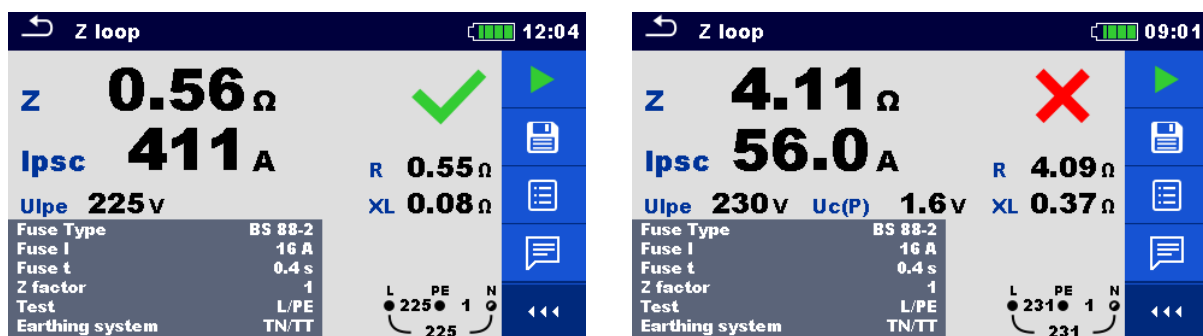 Z loop 12:04
Z 0.56 Ω
Ipsc 411 A
R 0.55 Ω
Ulpe 225 V XL 0.08 Ω
Fuse Type BS 88-2
Fuse I 16 A
Fuse t 0.4 s
Z factor 1
Test L/PE
Earthing system TN/TT
L PE N
225 1
225
Z loop 09:01
Z 4.11 Ω
Ipsc 56.0 A
R 4.09 Ω
Ulpe 230 V Uc(P) 1.6 V XL 0.37 Ω
Fuse Type BS 88-2
Fuse I 16 A
Fuse t 0.4 s
Z factor 1
Test L/PE
Earthing system TN/TT
L PE N
231 1
231